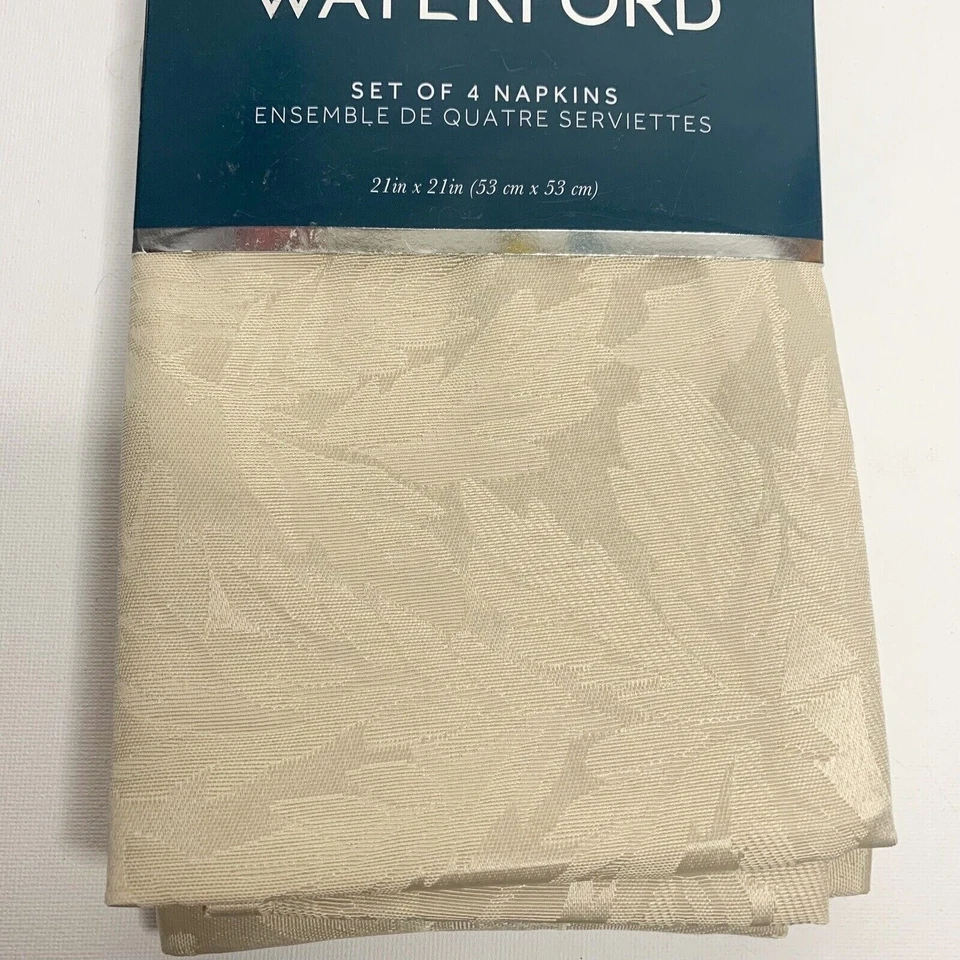 WATERFORD
SET OF 4 NAPKINS
ENSEMBLE DE QUATRE SERVIETTES
21in x 21in (53 cm x 53 cm)